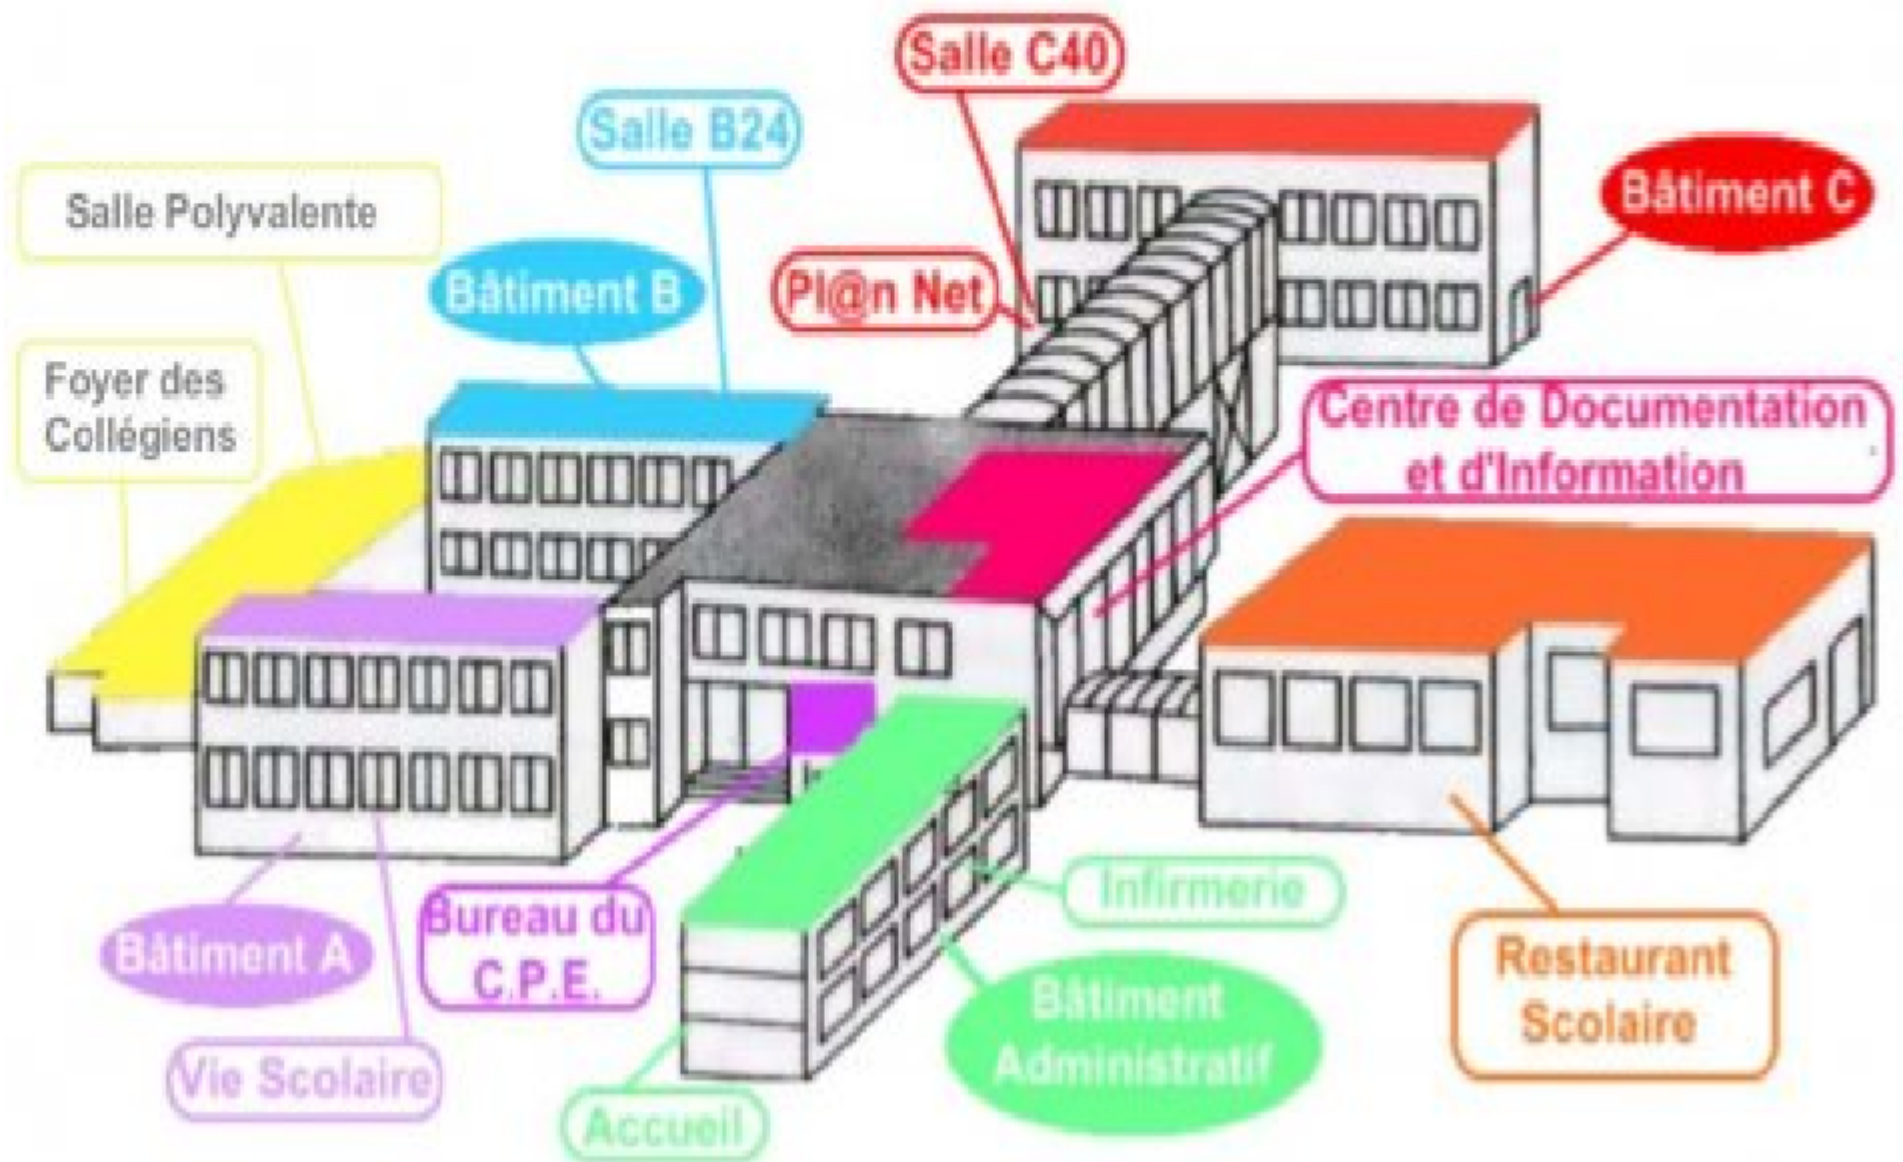 Salle C40
Salle B24
Bâtiment C
Salle Polyvalente
Bâtiment B
Pl@n Net
Foyer des
Collégiens
Centre de Documentation
et d'Information
Infirmerie
Bureau du
C.P.E.
Bâtiment A
Restaurant
Scolaire
Bâtiment
Administratif
Vie Scolaire
Accueil